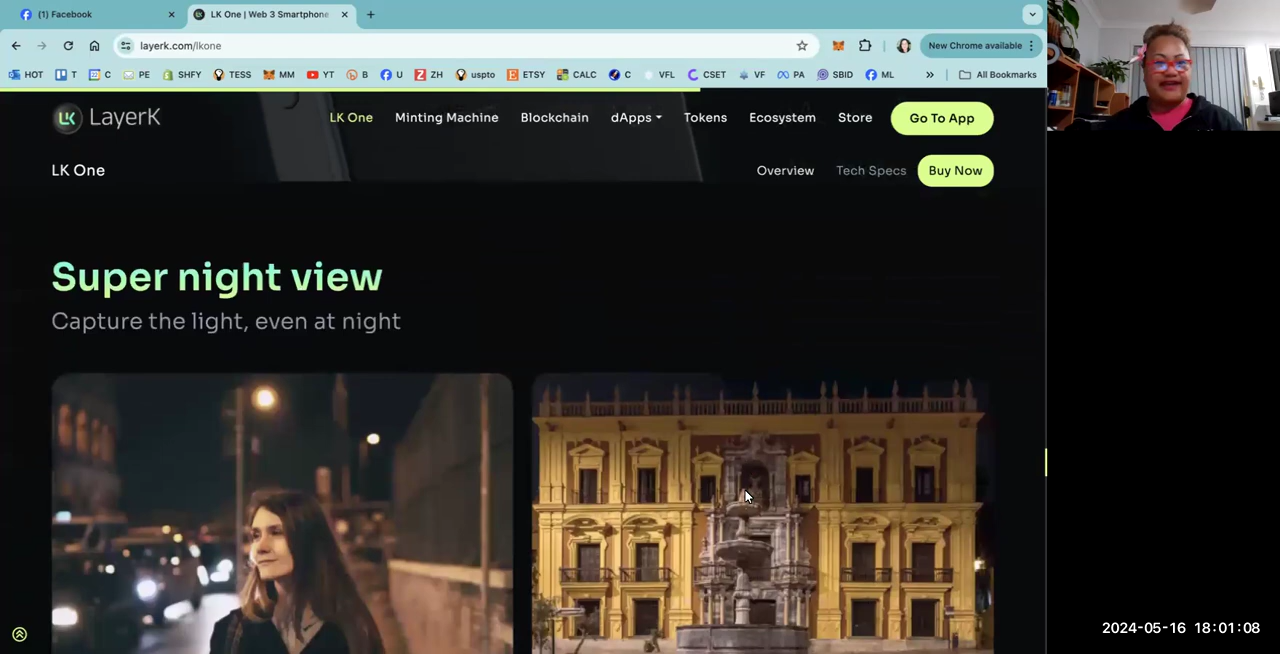 (1) Facebook
LK One | Web 3 Smartphone
layerk.com/lkone
New Chrome available
HOT T C PE SHFY TESS MM YT B U ZH uspto ETSY CALC C VFL CSET VF PA SBID ML » All Bookmarks
LK LayerK
LK One Minting Machine Blockchain dApps Tokens Ecosystem Store Go To App
LK One
Overview Tech Specs Buy Now
Super night view
Capture the light, even at night
2024-05-16 18:01:08